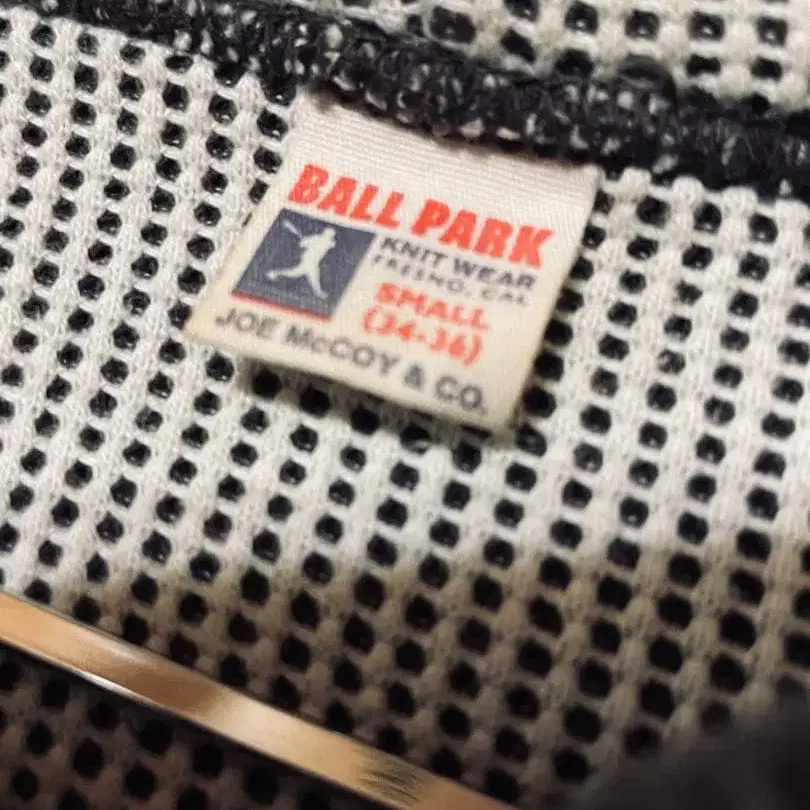 BALL PARK
KNIT WEAR
FRESNO, CAL
SMALL
(34-36)
JOE McCOY & CO.